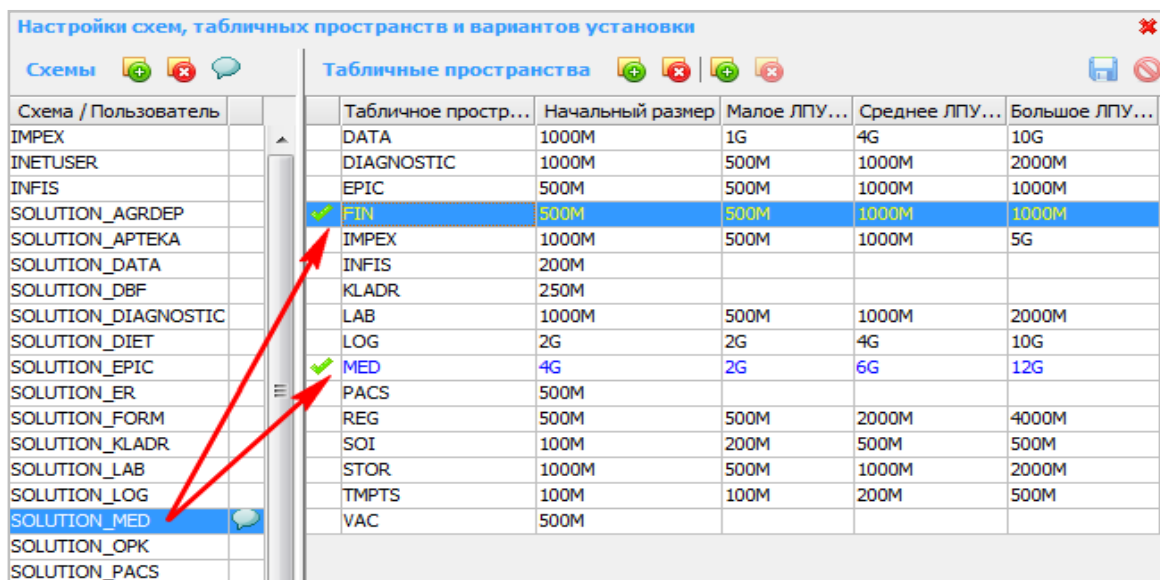 Настройки схем, табличных пространств и вариантов установки
Схемы
Табличные пространства
Схема / Пользователь
IMPEX
INETUSER
INFIS
SOLUTION_AGRDEP
SOLUTION_APTEKA
SOLUTION_DATA
SOLUTION_DBF
SOLUTION_DIAGNOSTIC
SOLUTION_DIET
SOLUTION_EPIC
SOLUTION_ER
SOLUTION_FORM
SOLUTION_KLADR
SOLUTION_LAB
SOLUTION_LOG
SOLUTION_MED
SOLUTION_OPK
SOLUTION_PACS
Табличное простр... Начальный размер Малое ЛПУ... Среднее ЛПУ... Большое ЛПУ...
DATA 1000M 1G 4G 10G
DIAGNOSTIC 1000M 500M 1000M 2000M
EPIC 500M 500M 1000M 1000M
FIN 500M 500M 1000M 1000M
IMPEX 1000M 500M 1000M 5G
INFIS 200M
KLADR 250M
LAB 1000M 500M 1000M 2000M
LOG 2G 2G 4G 10G
MED 4G 2G 6G 12G
PACS 500M
REG 500M 500M 2000M 4000M
SOI 100M 200M 500M 500M
STOR 1000M 500M 1000M 2000M
TMPTS 100M 100M 200M 500M
VAC 500M